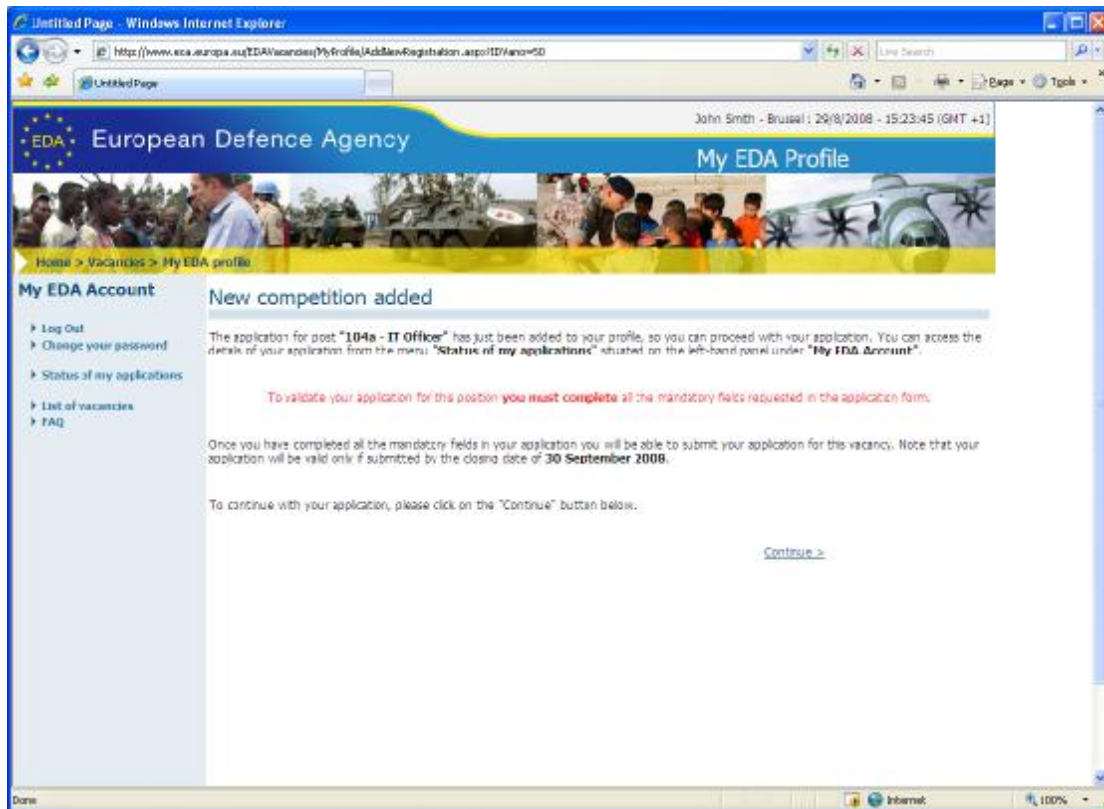 Untitled Page - Windows Internet Explorer
http://www.eca.europa.eu/EDAVacancies/MyProfile/AddNewRegistration.aspx?IDVano=50
Live Search
Untitled Page
Page
Tools
John Smith - Brussel : 29/8/2008 - 15:23:45 (GMT +1)
EDA
European Defence Agency
My EDA Profile
Home > Vacancies > My EDA profile
My EDA Account
Log Out
Change your password
Status of my applications
List of vacancies
FAQ
New competition added
The application for post "104a - IT Officer" has just been added to your profile, so you can proceed with your application. You can access the
details of your application from the menu "Status of my applications" situated on the left-hand panel under "My EDA Account".
To validate your application for this position you must complete all the mandatory fields requested in the application form.
Once you have completed all the mandatory fields in your application you will be able to submit your application for this vacancy. Note that your
application will be valid only if submitted by the closing date of 30 September 2008.
To continue with your application, please click on the "Continue" button below.
Continue >
Done
Internet
100%